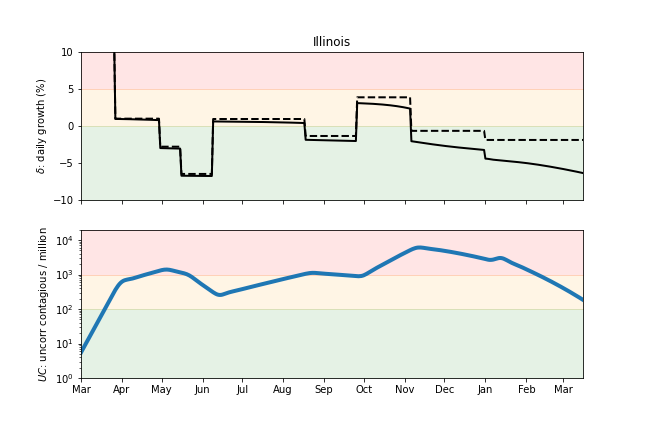 Illinois
δ: daily growth (%)
10
5
0
−5
−10
UC: uncorr contagious / million
10⁴
10³
10²
10¹
10⁰
Mar Apr May Jun Jul Aug Sep Oct Nov Dec Jan Feb Mar